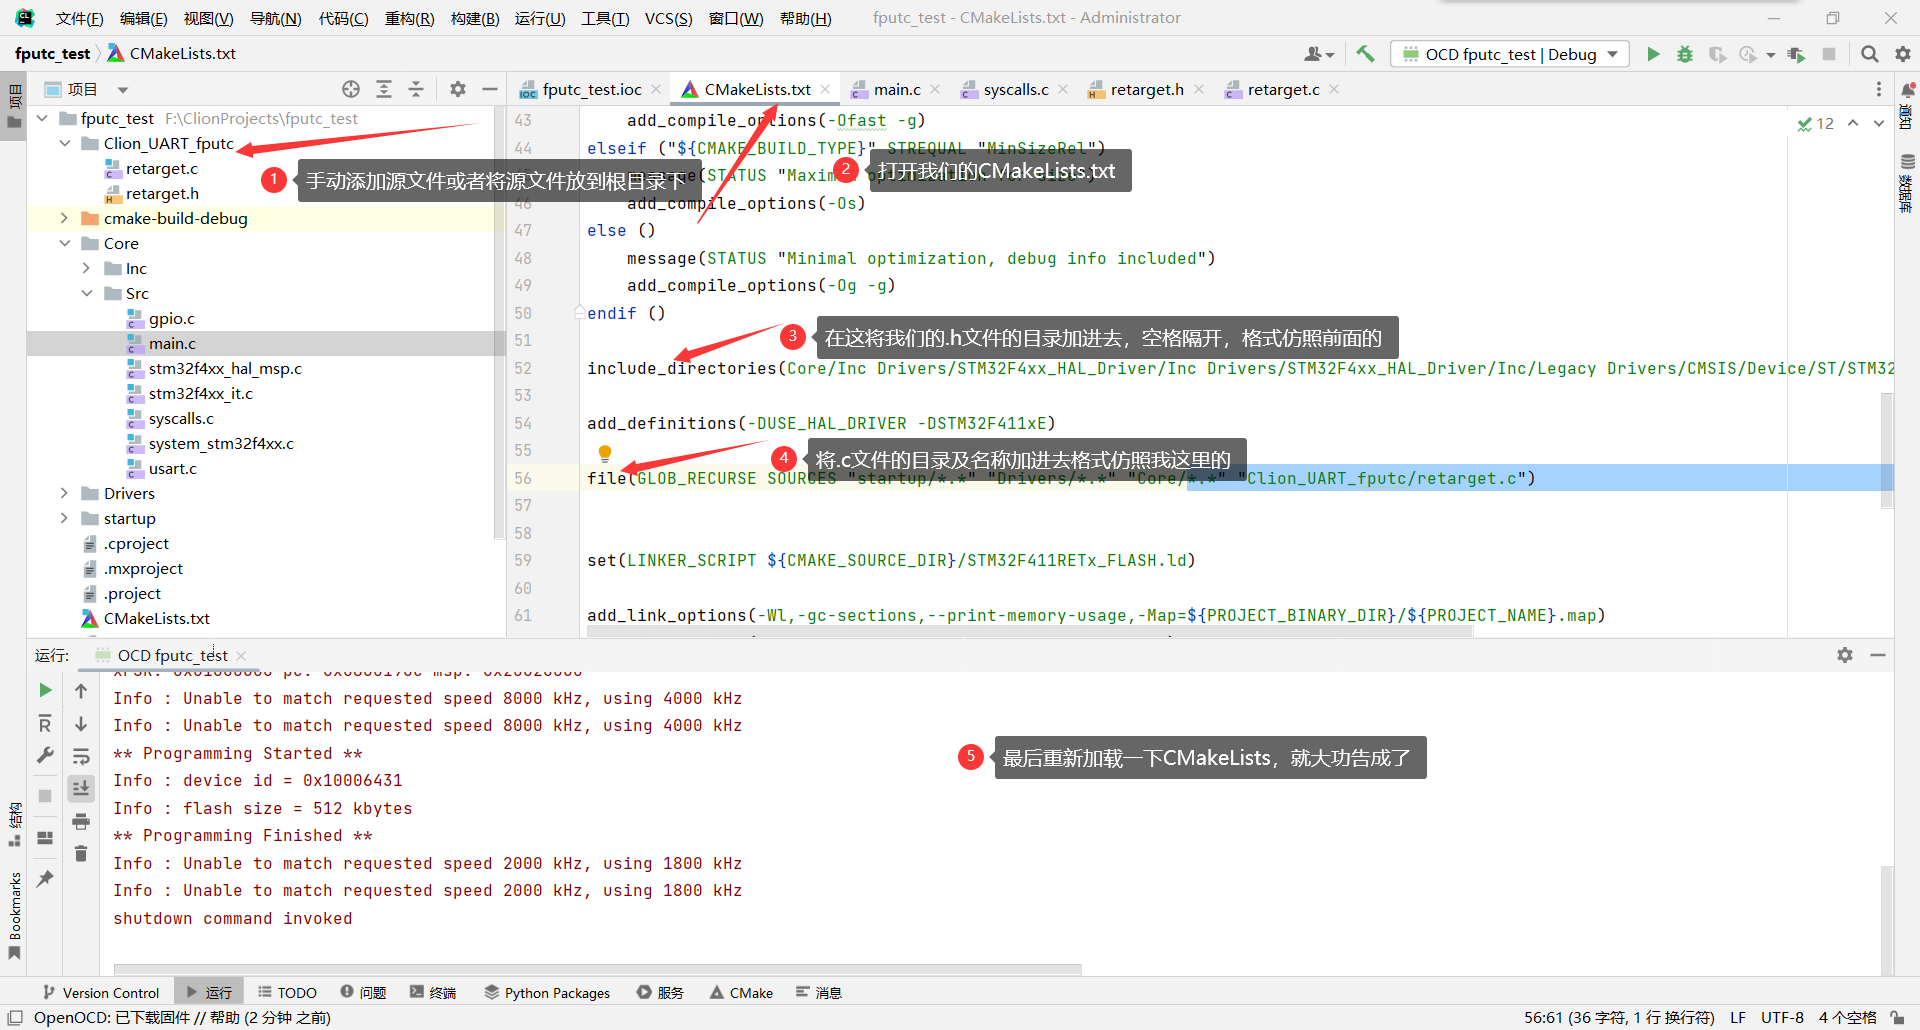 文件(F) 编辑(E) 视图(V) 导航(N) 代码(C) 重构(R) 构建(B) 运行(U) 工具(T) VCS(S) 窗口(W) 帮助(H) fputc_test - CMakeLists.txt - Administrator
fputc_test CMakeLists.txt OCD fputc_test | Debug
项目
项目
fputc_test.ioc CMakeLists.txt main.c syscalls.c retarget.h retarget.c
通知
数据库
fputc_test F:\ClionProjects\fputc_test
Clion_UART_fputc
retarget.c
retarget.h
cmake-build-debug
Core
Inc
Src
gpio.c
main.c
stm32f4xx_hal_msp.c
stm32f4xx_it.c
syscalls.c
system_stm32f4xx.c
usart.c
Drivers
startup
.cproject
.mxproject
.project
CMakeLists.txt
12
43 add_compile_options(-Ofast -g)
44 elseif ("${CMAKE_BUILD_TYPE}" STREQUAL "MinSizeRel")
message(STATUS "Maxim
46 add_compile_options(-Os)
47 else ()
48 message(STATUS "Minimal optimization, debug info included")
49 add_compile_options(-Og -g)
50 endif ()
51
52 include_directories(Core/Inc Drivers/STM32F4xx_HAL_Driver/Inc Drivers/STM32F4xx_HAL_Driver/Inc/Legacy Drivers/CMSIS/Device/ST/STM32
53
54 add_definitions(-DUSE_HAL_DRIVER -DSTM32F411xE)
55
56 file(GLOB_RECURSE SOURCES "startup/*.*" "Drivers/*.*" "Core/*.*" "Clion_UART_fputc/retarget.c")
57
58
59 set(LINKER_SCRIPT ${CMAKE_SOURCE_DIR}/STM32F411RETx_FLASH.ld)
60
61 add_link_options(-Wl,-gc-sections,--print-memory-usage,-Map=${PROJECT_BINARY_DIR}/${PROJECT_NAME}.map)
1 手动添加源文件或者将源文件放到根目录下
2 打开我们的CMakeLists.txt
3 在这将我们的.h文件的目录加进去，空格隔开，格式仿照前面的
4 将.c文件的目录及名称加进去格式仿照我这里的
5 最后重新加载一下CMakeLists，就大功告成了
运行: OCD fputc_test
Info : Unable to match requested speed 8000 kHz, using 4000 kHz
Info : Unable to match requested speed 8000 kHz, using 4000 kHz
** Programming Started **
Info : device id = 0x10006431
Info : flash size = 512 kbytes
** Programming Finished **
Info : Unable to match requested speed 2000 kHz, using 1800 kHz
Info : Unable to match requested speed 2000 kHz, using 1800 kHz
shutdown command invoked
结构
Bookmarks
Version Control 运行 TODO 问题 终端 Python Packages 服务 CMake 消息
OpenOCD: 已下载固件 // 帮助 (2 分钟 之前) 56:61 (36 字符, 1 行 换行符) LF UTF-8 4 个空格